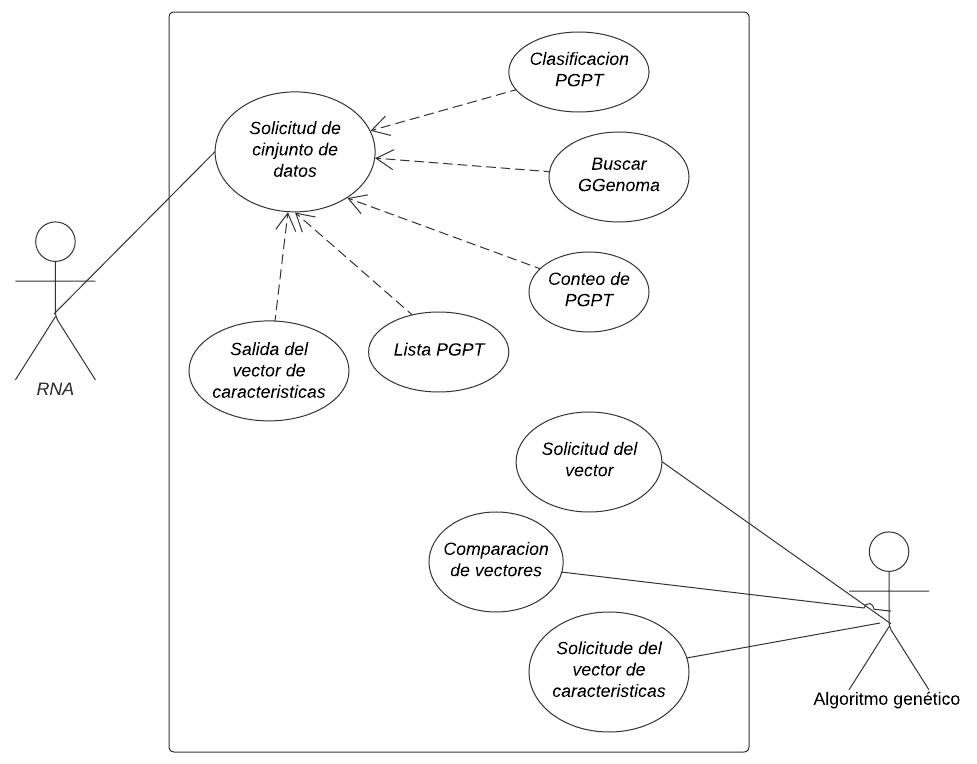 Clasificacion
PGPT
Solicitud de
cinjunto de
datos
Buscar
GGenoma
Conteo de
PGPT
Salida del
vector de
caracteristicas
Lista PGPT
RNA
Solicitud del
vector
Comparacion
de vectores
Solicitude del
vector de
caracteristicas
Algoritmo genético